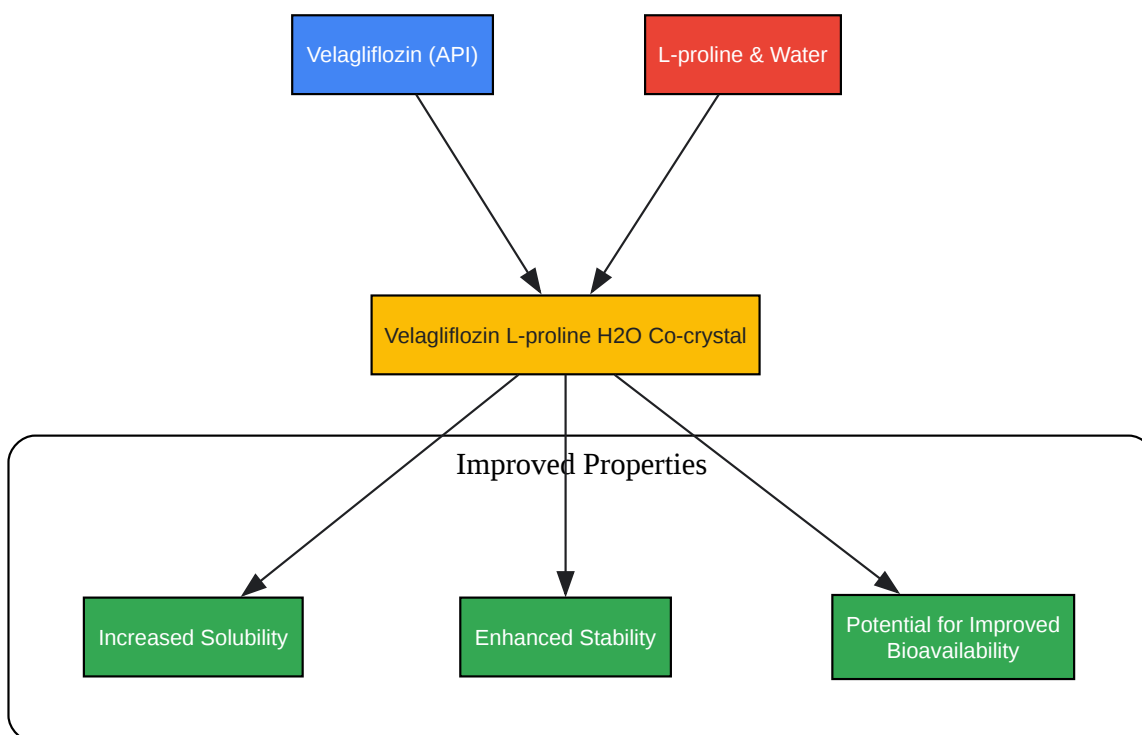 Velagliflozin (API)
L-proline & Water
Velagliflozin L-proline H2O Co-crystal
Improved Properties
Increased Solubility
Enhanced Stability
Potential for Improved
Bioavailability